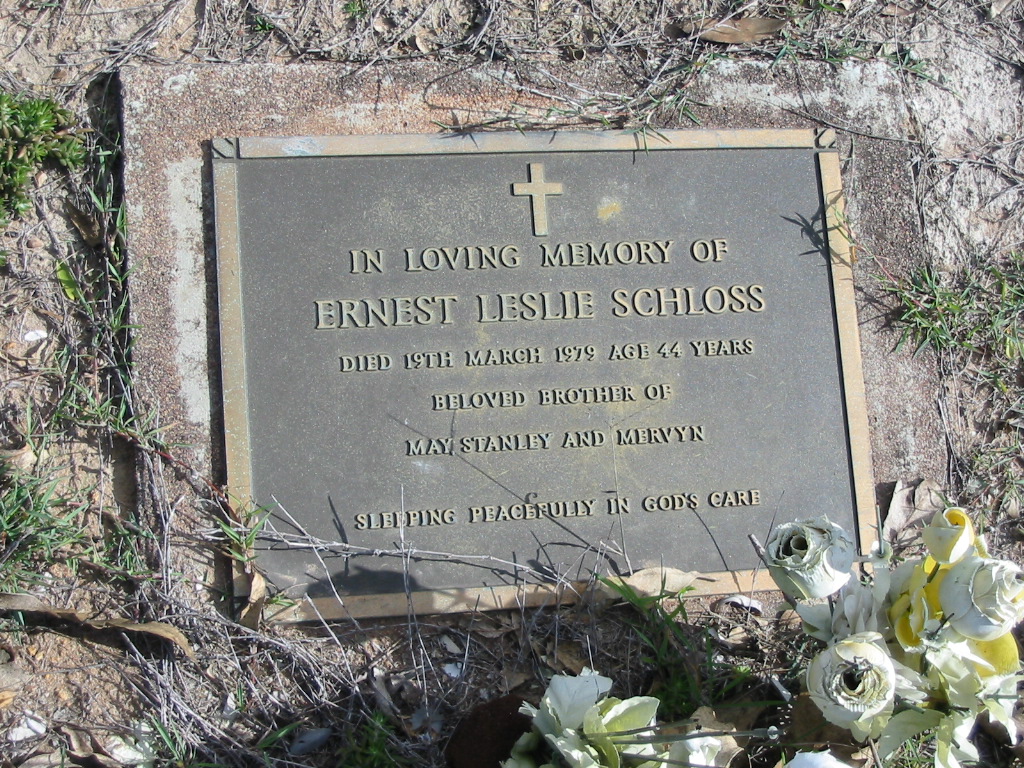 IN LOVING MEMORY OF
ERNEST LESLIE SCHLOSS
DIED 19TH MARCH 1979 AGE 44 YEARS
BELOVED BROTHER OF
MAY, STANLEY AND MERVYN
SLEEPING PEACEFULLY IN GOD'S CARE